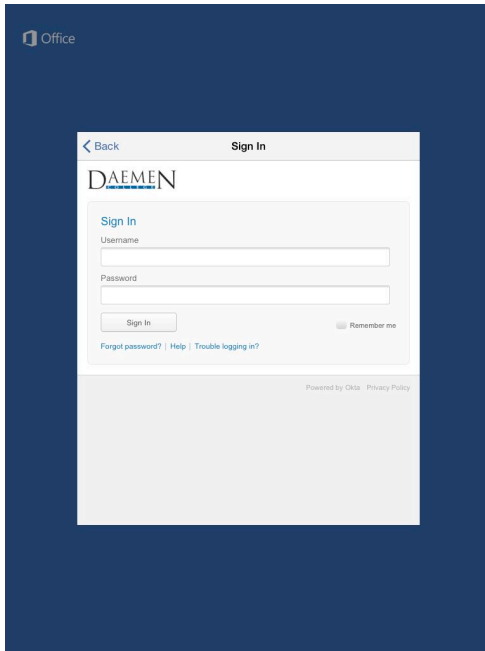 Office
Back Sign In
DAEMEN
COLLEGE
Sign In
Username
Password
Sign In Remember me
Forgot password? | Help | Trouble logging in?
Powered by Okta Privacy Policy